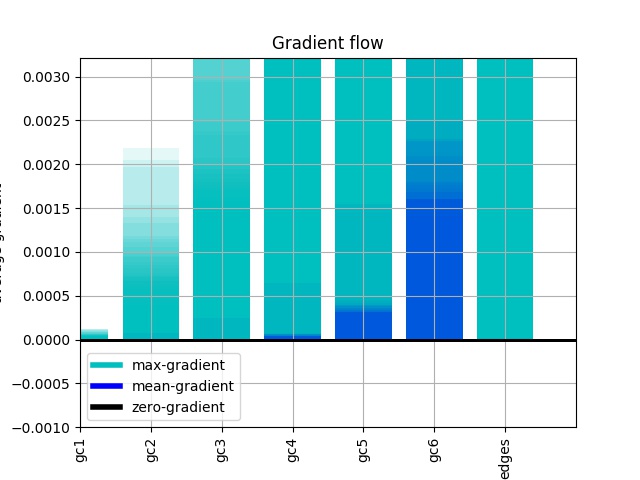 Gradient flow
0.0030
0.0025
0.0020
0.0015
0.0010
0.0005
0.0000
−0.0005
−0.0010
max-gradient
mean-gradient
zero-gradient
gc1
gc2
gc3
gc4
gc5
gc6
edges